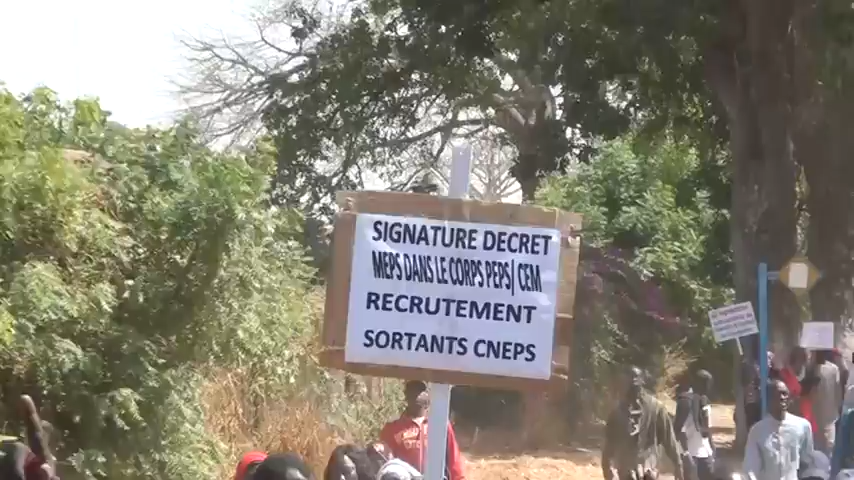 SIGNATURE DECRET
MEPS DANS LE CORPS PEPS/ CEM
RECRUTEMENT
SORTANTS CNEPS